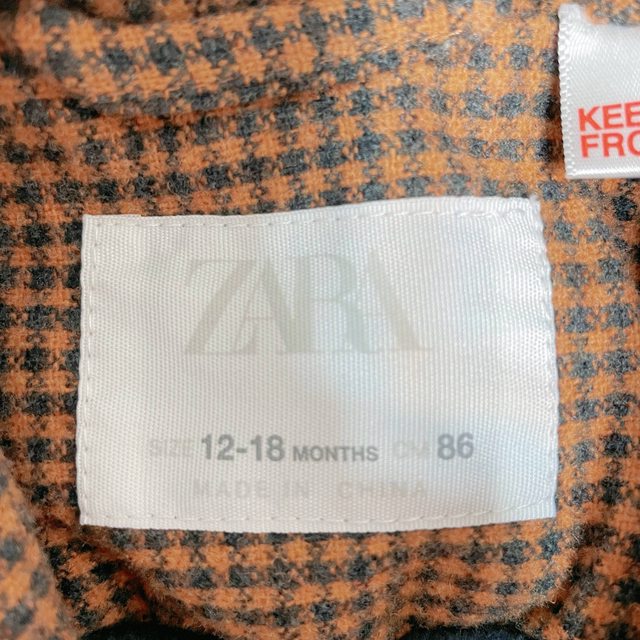 KEE
FRO
ZARA
SIZE 12-18 MONTHS CM 86
MADE IN CHINA